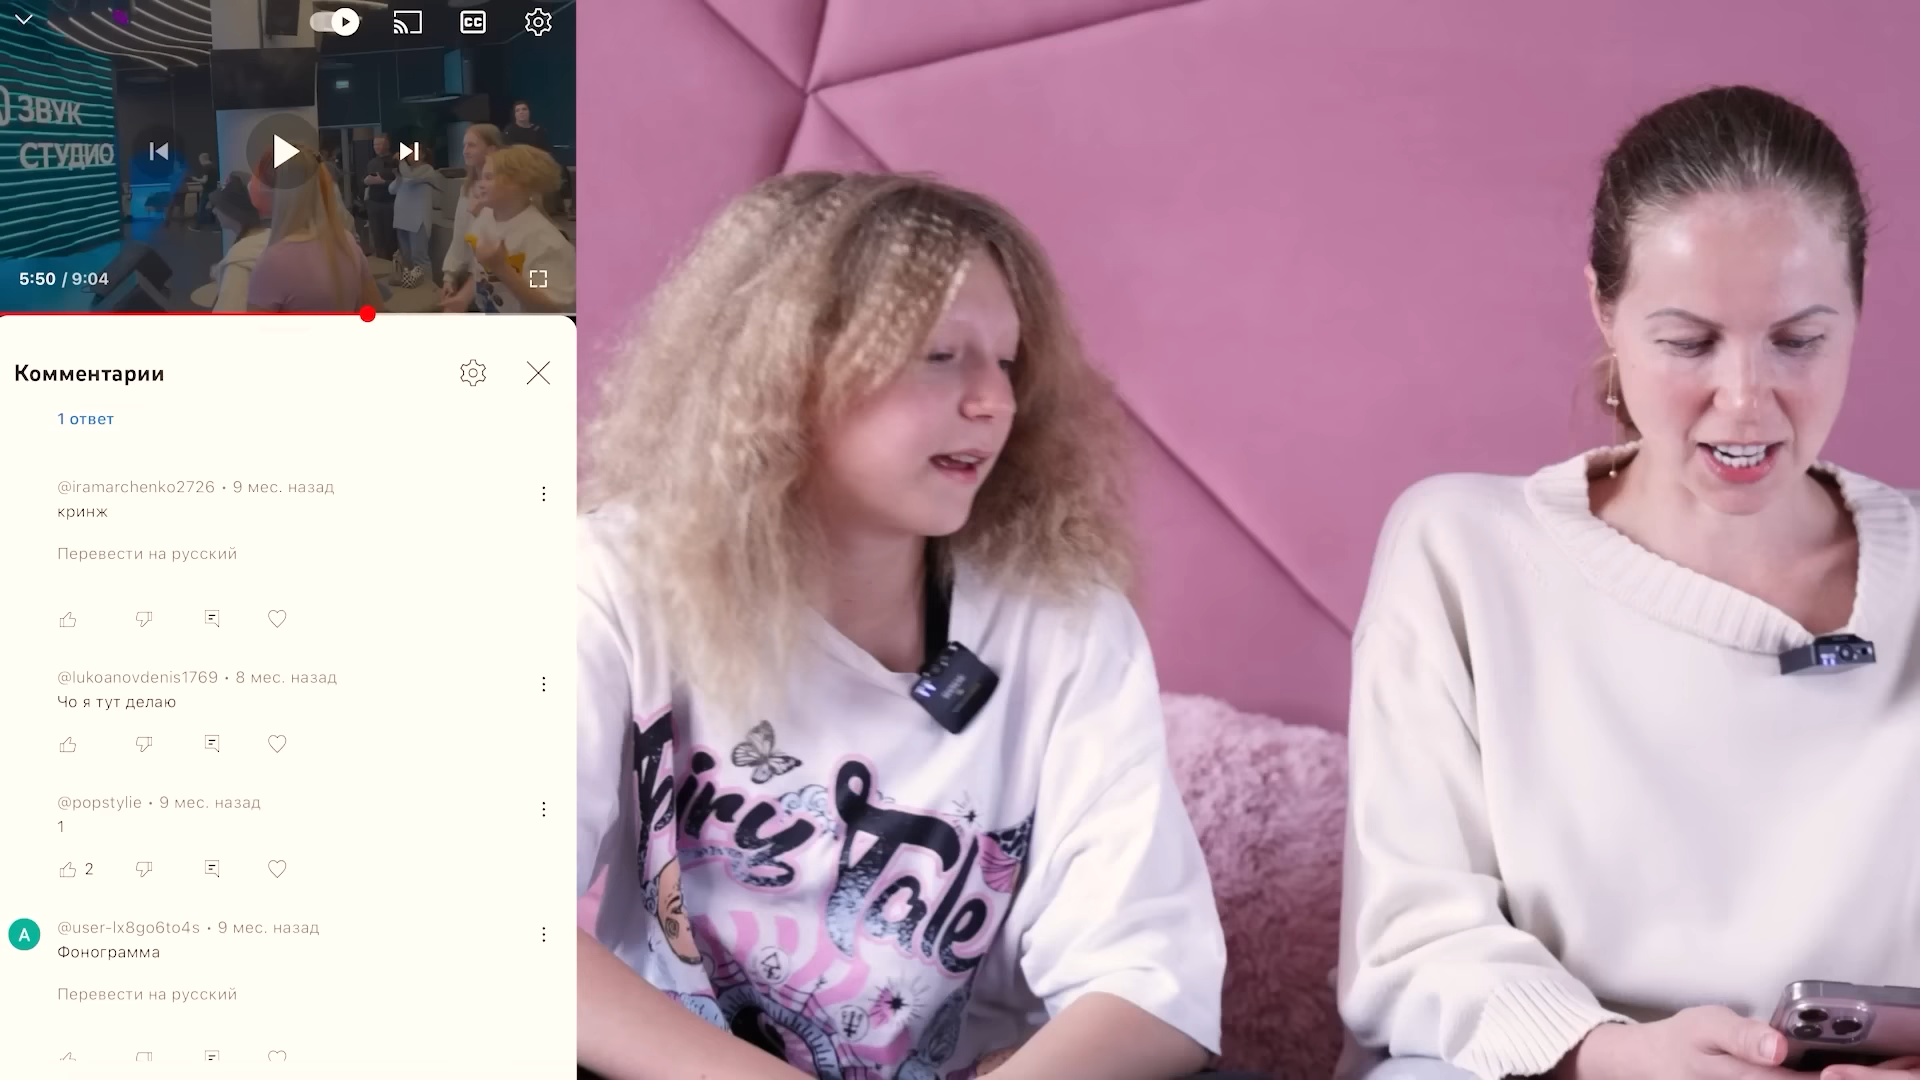 ЗВУК
СТУДИО
5:50 / 9:04
Комментарии
1 ответ
@iramarchenko2726 • 9 мес. назад
кринж
Перевести на русский
@lukoanovdenis1769 • 8 мес. назад
Чо я тут делаю
@popstylie • 9 мес. назад
1
2
A
@user-lx8go6to4s • 9 мес. назад
Фонограмма
Перевести на русский
Fairy
Tale